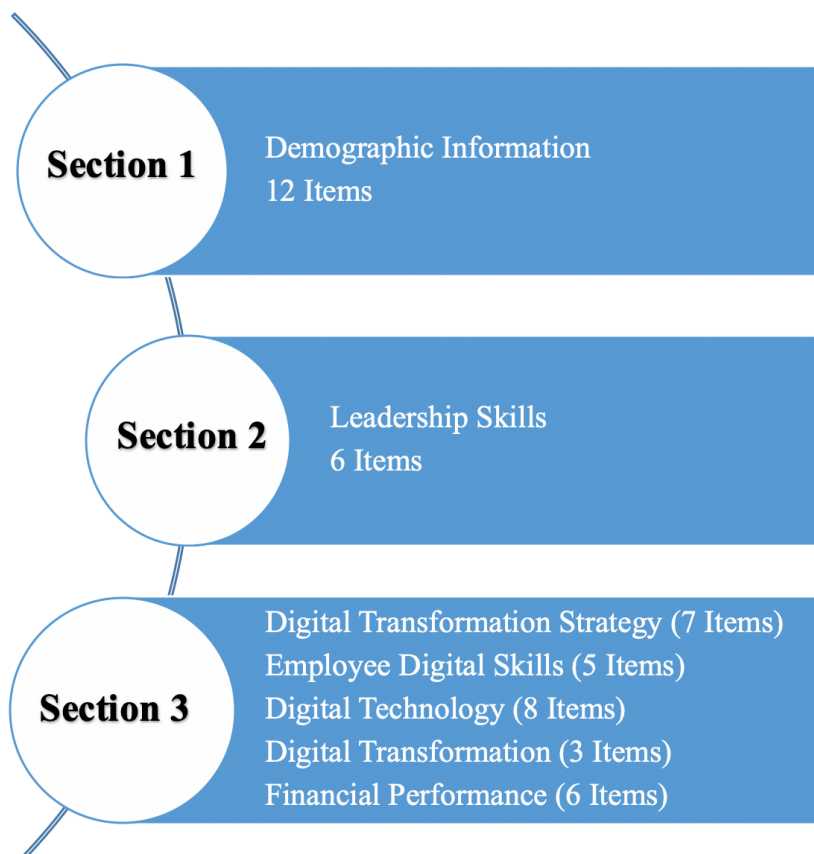 Section 1
Demographic Information
12 Items
Section 2
Leadership Skills
6 Items
Section 3
Digital Transformation Strategy (7 Items)
Employee Digital Skills (5 Items)
Digital Technology (8 Items)
Digital Transformation (3 Items)
Financial Performance (6 Items)